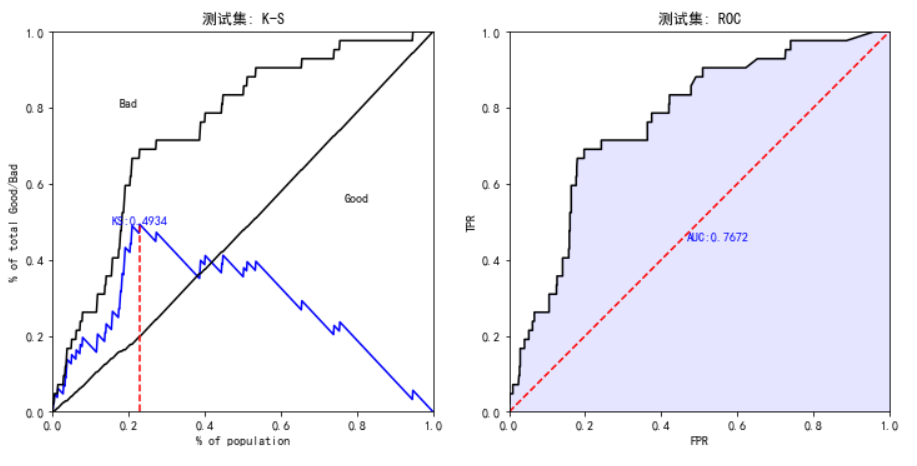 测试集: K-S
1.0
0.8
0.6
0.4
0.2
0.0
% of total Good/Bad
Bad
Good
KS:0.4934
0.0 0.2 0.4 0.6 0.8 1.0
% of population
测试集: ROC
1.0
0.8
0.6
0.4
0.2
0.0
TPR
AUC:0.7672
0.0 0.2 0.4 0.6 0.8 1.0
FPR